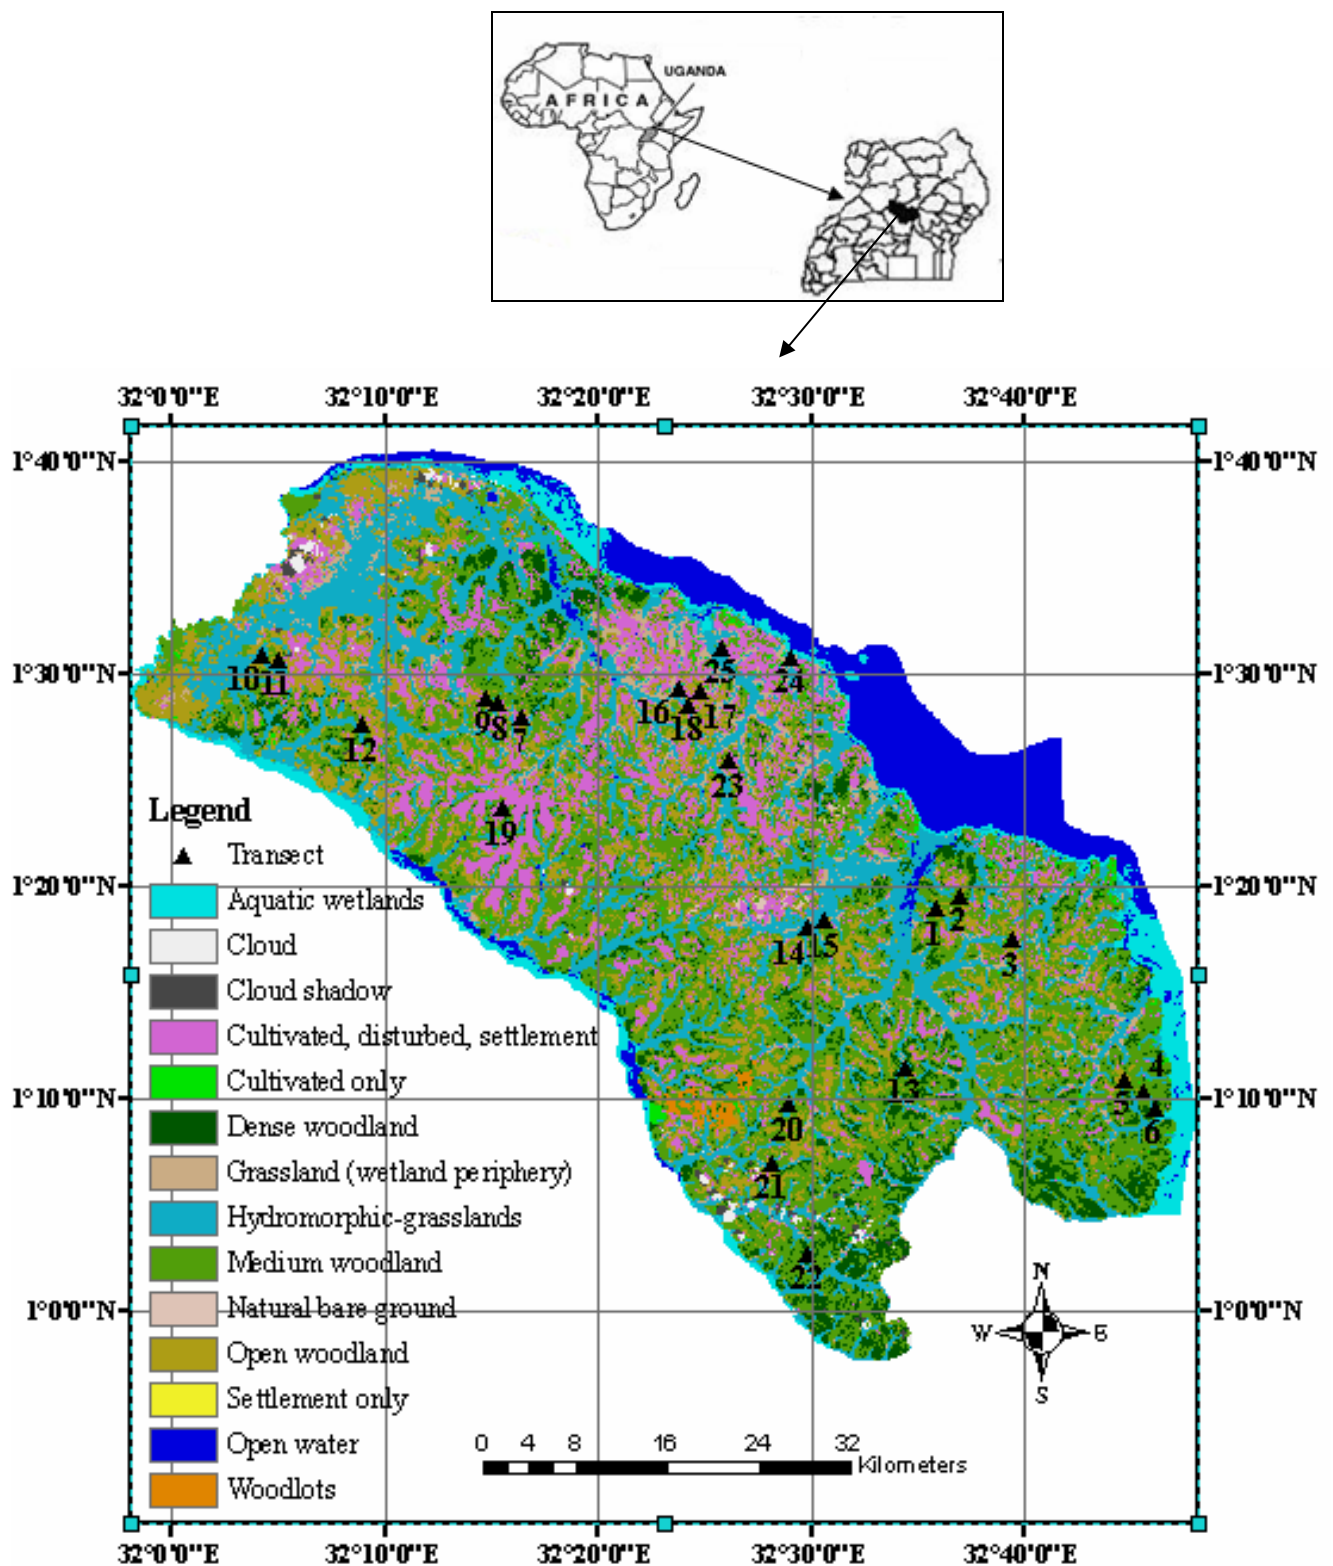 UGANDA
AFRICA
32°0'0"E 32°10'0"E 32°20'0"E 32°30'0"E 32°40'0"E
1°40'0"N 1°40'0"N
25
1°30'0"N 10 11 24 1°30'0"N
16 17
9 8 7 18
12
23
Legend
19
Transect
1°20'0"N 1°20'0"N
Aquatic wetlands
2
1
Cloud
14 15 3
Cloud shadow
Cultivated, disturbed, settlement
4
Cultivated only
13 5
1°10'0"N 1°10'0"N
Dense woodland
20 6
Grassland (wetland periphery)
21
Hydromorphic-grasslands
Medium woodland
22
N
Natural bare ground
1°0'0"N 1°0'0"N
W E
Open woodland
S
Settlement only
Open water
0 4 8 16 24 32
Kilometers
Woodlots
32°0'0"E 32°10'0"E 32°20'0"E 32°30'0"E 32°40'0"E